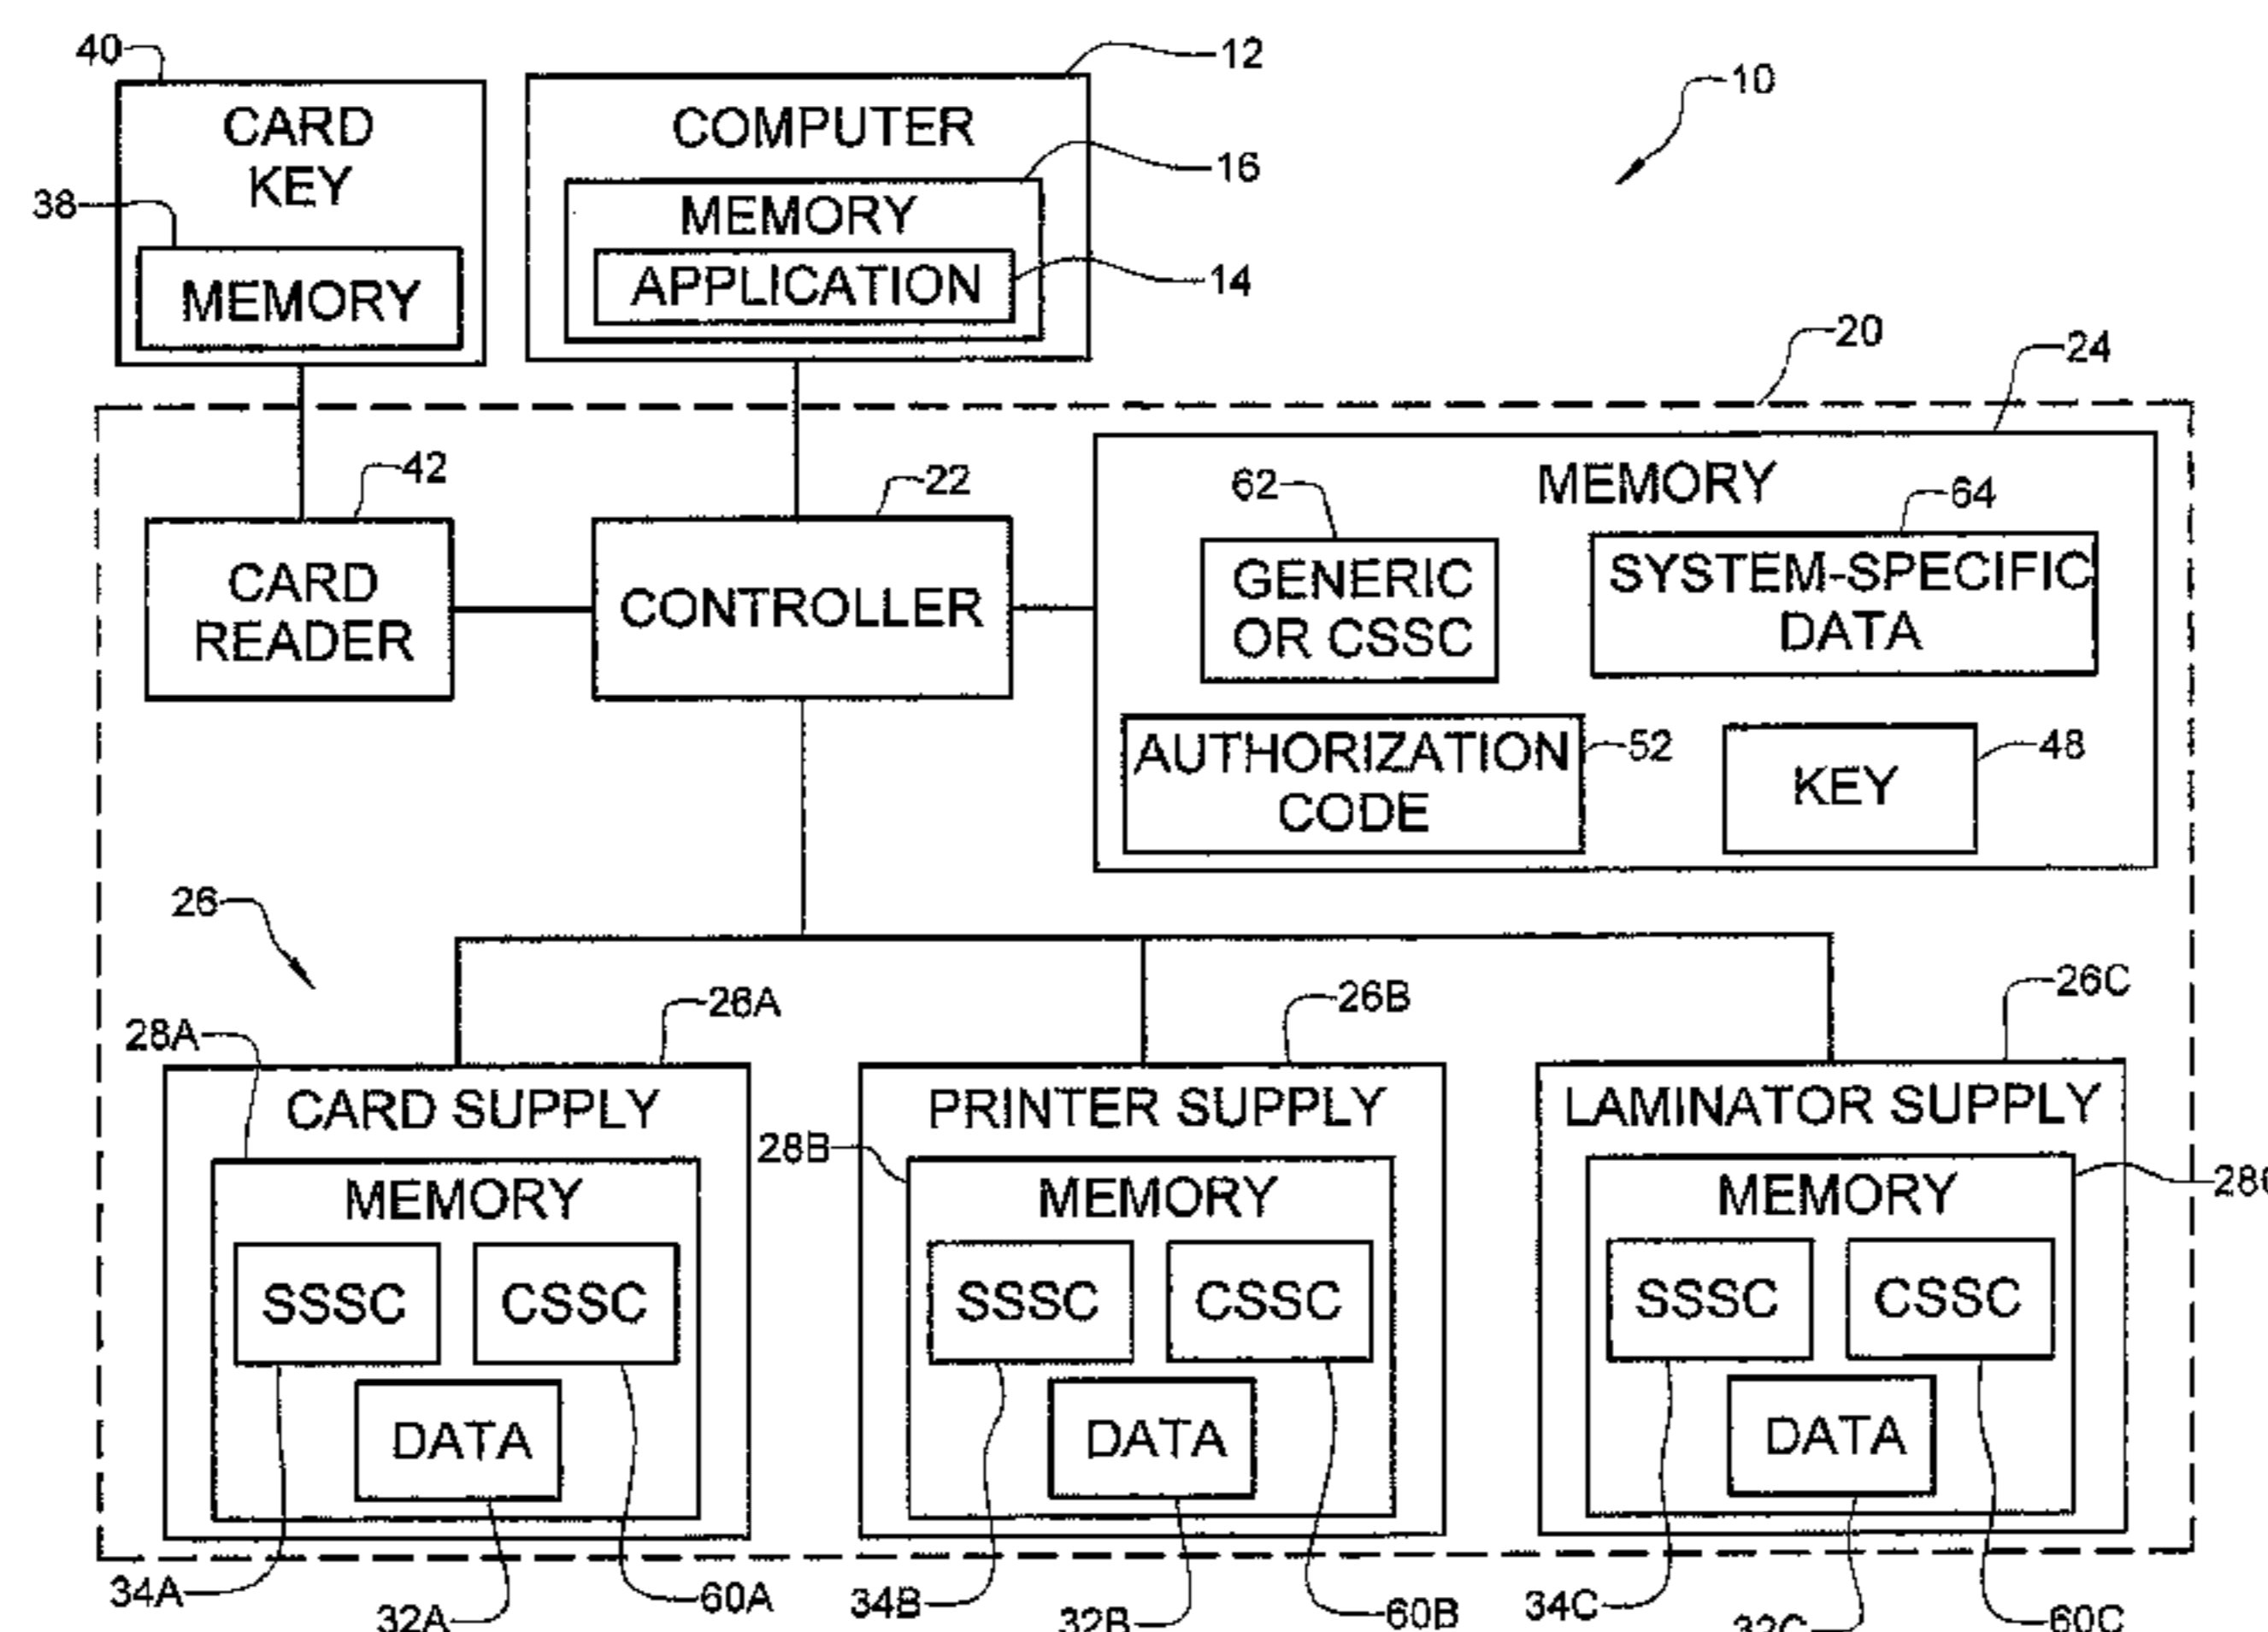 40
CARD
KEY
38
MEMORY
12
COMPUTER
16
MEMORY
APPLICATION
14
10
20
24
42
CARD
READER
22
CONTROLLER
MEMORY
62
GENERIC
OR CSSC
64
SYSTEM-SPECIFIC
DATA
AUTHORIZATION
CODE
52
KEY
48
26
26A
28A
CARD SUPPLY
MEMORY
SSSC
CSSC
DATA
34A
32A
60A
26B
PRINTER SUPPLY
28B
MEMORY
SSSC
CSSC
DATA
34B
32B
60B
26C
LAMINATOR SUPPLY
MEMORY
SSSC
CSSC
DATA
34C
32C
60C